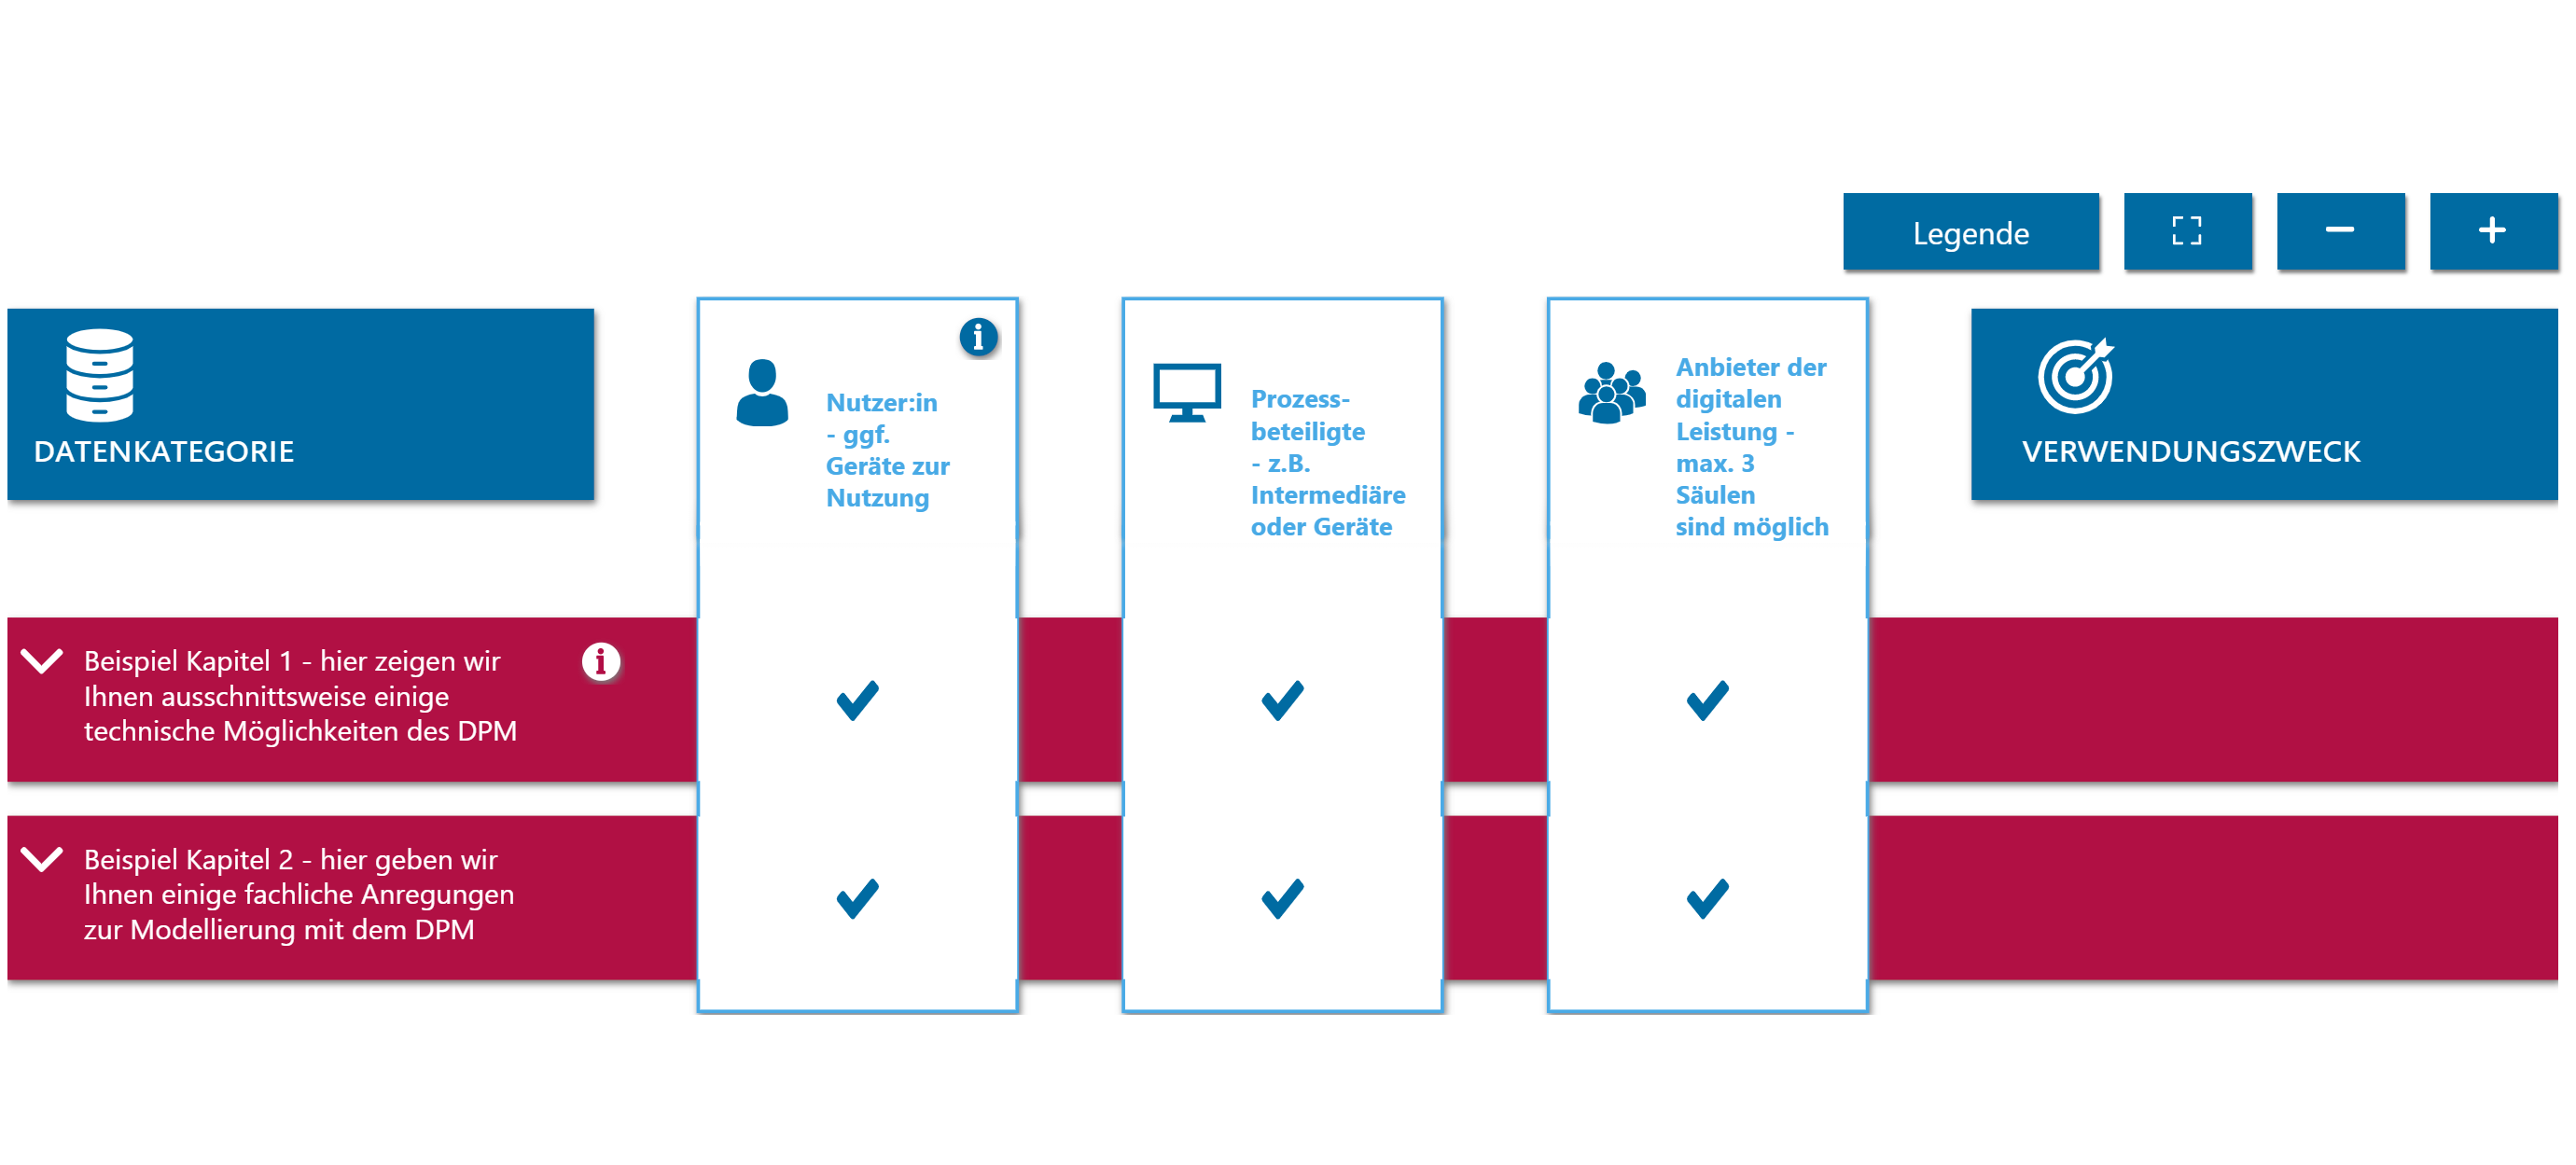 Legende
DATENKATEGORIE
Nutzer:in
- ggf.
Geräte zur
Nutzung
Prozess-
beteiligte
- z.B.
Intermediäre
oder Geräte
Anbieter der
digitalen
Leistung -
max. 3
Säulen
sind möglich
VERWENDUNGSZWECK
Beispiel Kapitel 1 - hier zeigen wir
Ihnen ausschnittsweise einige
technische Möglichkeiten des DPM
Beispiel Kapitel 2 - hier geben wir
Ihnen einige fachliche Anregungen
zur Modellierung mit dem DPM